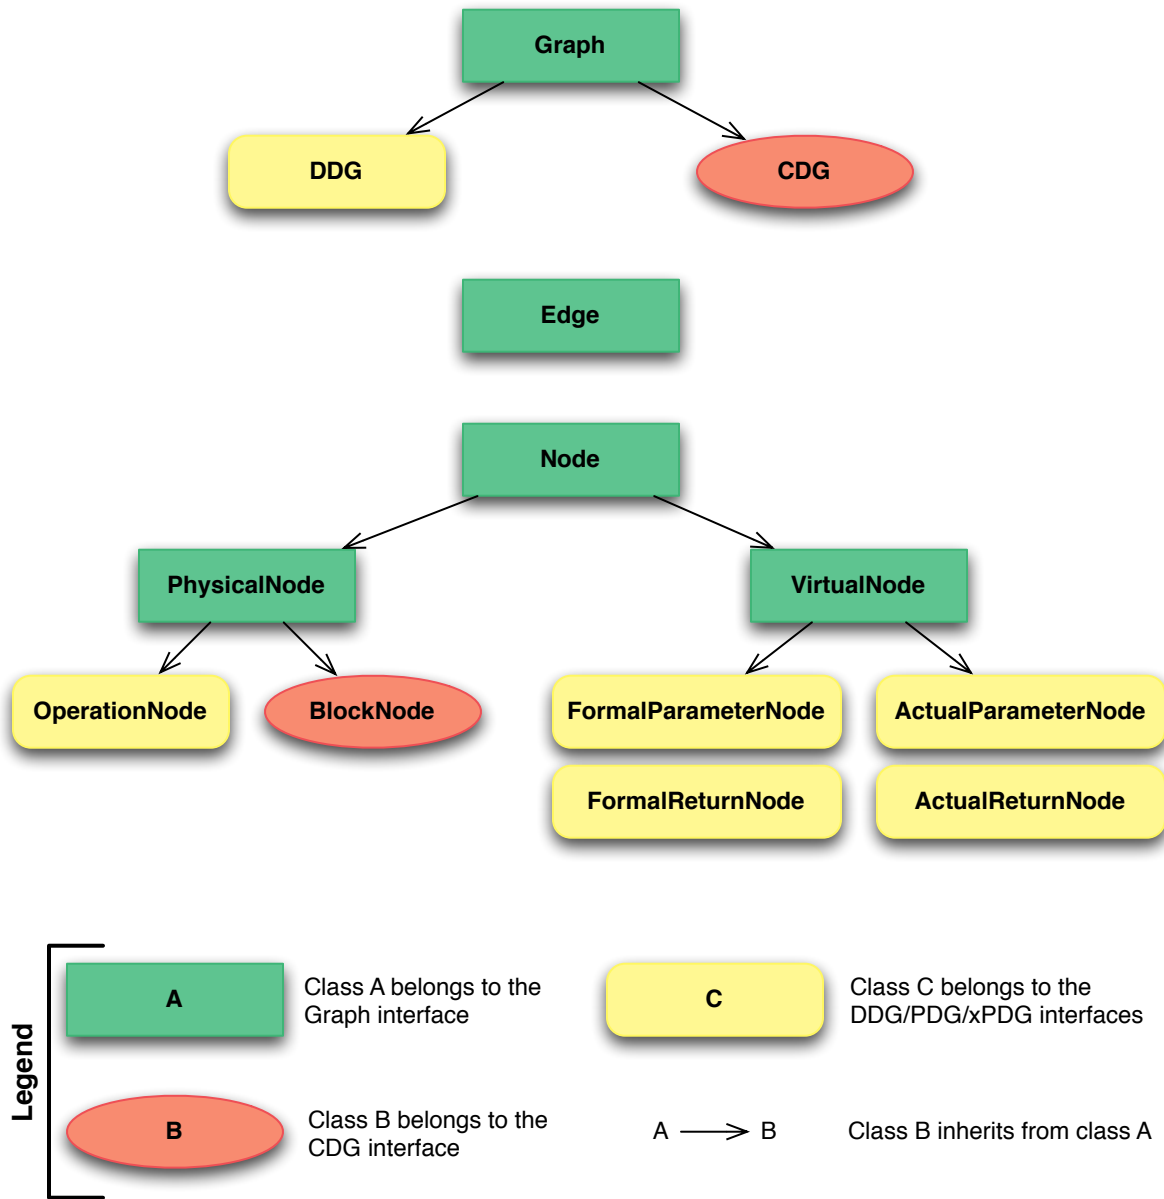 Graph
DDG
CDG
Edge
Node
PhysicalNode
VirtualNode
OperationNode
BlockNode
FormalParameterNode
ActualParameterNode
FormalReturnNode
ActualReturnNode
Legend
A
Class A belongs to the
Graph interface
C
Class C belongs to the
DDG/PDG/xPDG interfaces
B
Class B belongs to the
CDG interface
A B
Class B inherits from class A